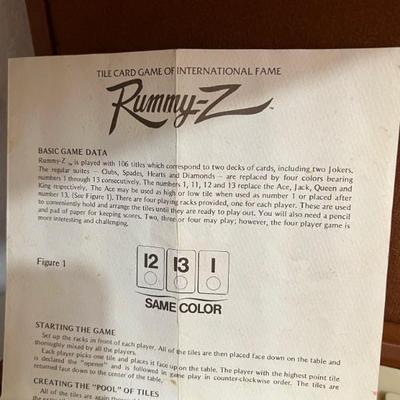 TILE CARD GAME OF INTERNATIONAL FAME
Rummy-Z™
BASIC GAME DATA
Rummy-Z™ is played with 106 titles which correspond to two decks of cards, including two Jokers.
The regular suites - Clubs, Spades, Hearts and Diamonds - are replaced by four colors bearing
numbers 1 through 13 consecutively. The numbers 1, 11, 12 and 13 replace the Ace, Jack, Queen and
King respectively. The Ace may be used as high or low tile when used as number 1 or placed after
number 13. (See Figure 1). There are four playing racks provided, one for each player. These are used
to conveniently hold and arrange the tiles until they are ready to play out. You will also need a pencil
and pad of paper for keeping scores. Two, three or four may play; however, the four player game is
more interesting and challenging.
Figure 1
12 13 1
SAME COLOR
STARTING THE GAME
Set up the racks in front of each player. All of the tiles are then placed face down on the table and
thoroughly mixed by all the players.
Each player picks one tile and places it face up on the table. The player with the highest point tile
is declared the "opener" and is followed in game play in counter-clockwise order. The tiles are
returned face down to the center of the table.
CREATING THE "POOL" OF TILES
All of the tiles are again